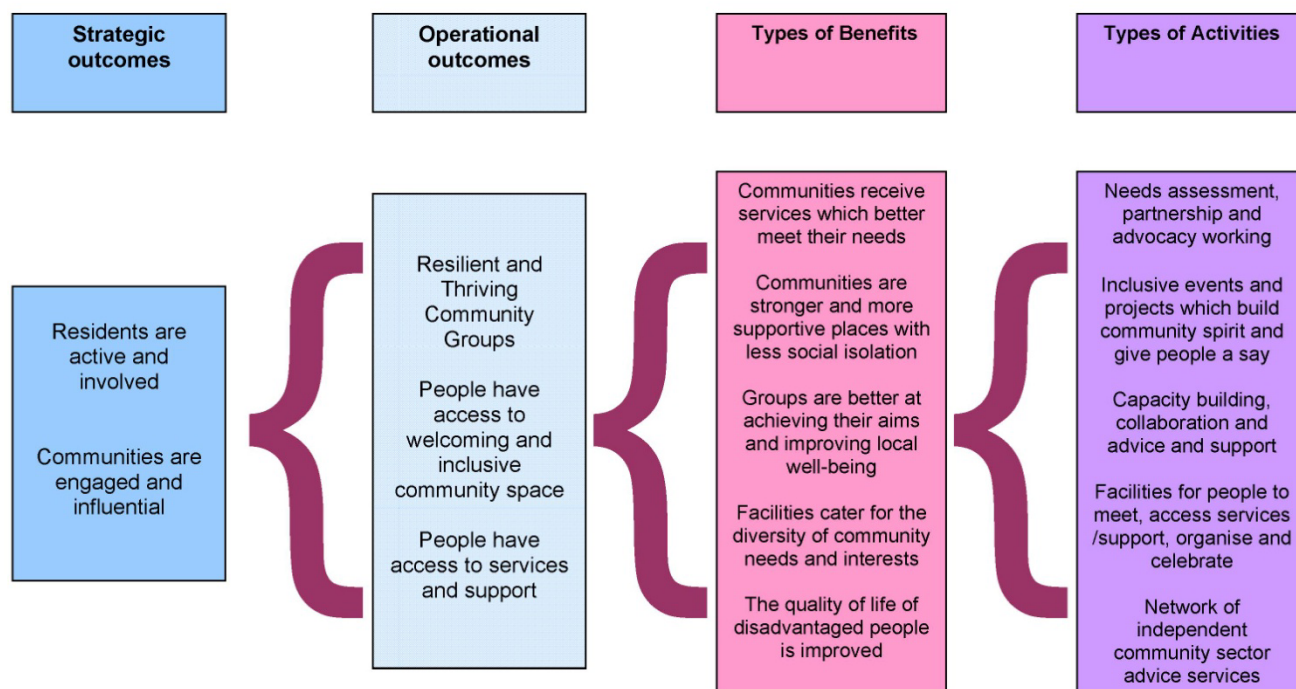 Strategic
outcomes
Operational
outcomes
Types of Benefits
Types of Activities
Residents are
active and
involved
Communities are
engaged and
influential
Resilient and
Thriving
Community
Groups
People have
access to
welcoming and
inclusive
community space
People have
access to services
and support
Communities receive
services which better
meet their needs
Communities are
stronger and more
supportive places with
less social isolation
Groups are better at
achieving their aims
and improving local
well-being
Facilities cater for the
diversity of community
needs and interests
The quality of life of
disadvantaged people
is improved
Needs assessment,
partnership and
advocacy working
Inclusive events and
projects which build
community spirit and
give people a say
Capacity building,
collaboration and
advice and support
Facilities for people to
meet, access services
/support, organise and
celebrate
Network of
independent
community sector
advice services